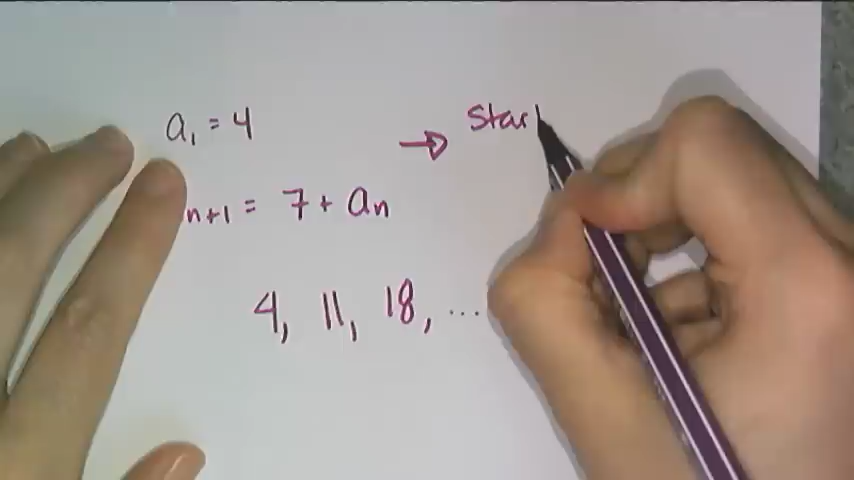 a₁ = 4
→ Star
n+1 = 7 + aₙ
4, 11, 18, ...